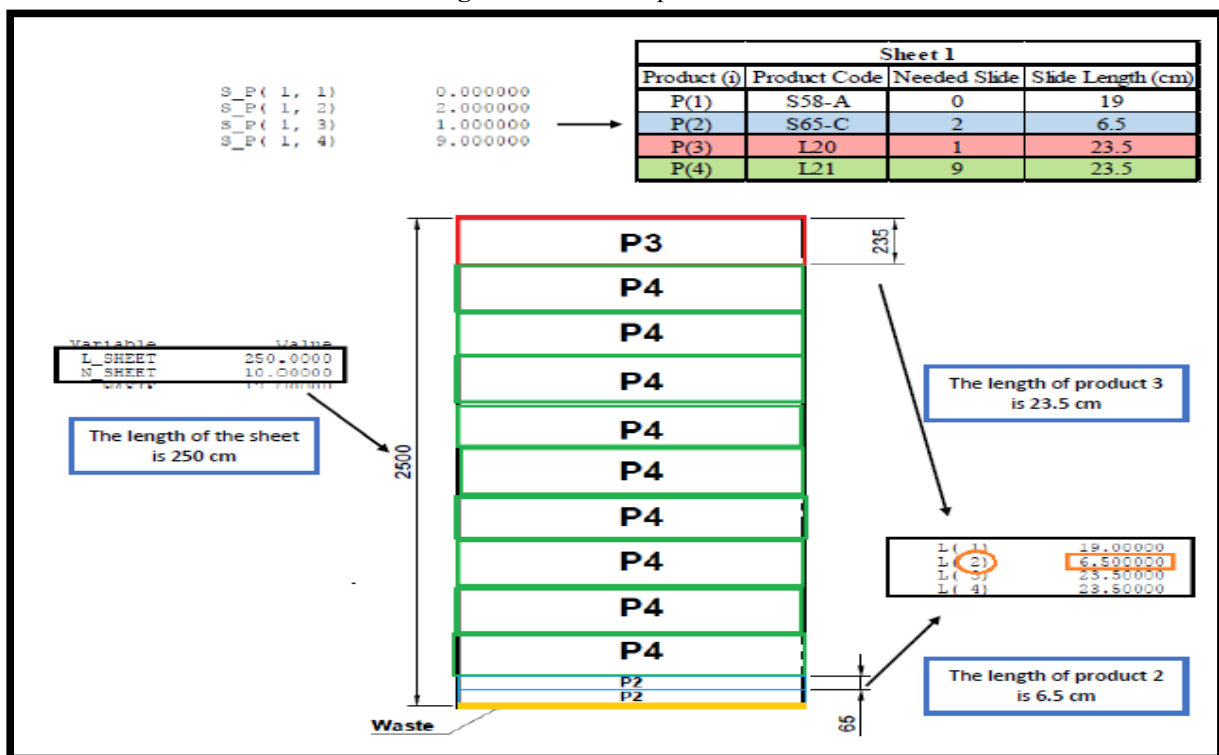 Sheet 1
Product (i) Product Code Needed Slide Slide Length (cm)
P(1) S58-A 0 19
P(2) S65-C 2 6.5
P(3) L20 1 23.5
P(4) L21 9 23.5
S_P( 1, 1) 0.000000
S_P( 1, 2) 2.000000
S_P( 1, 3) 1.000000
S_P( 1, 4) 9.000000
P3
235
P4
P4
P4
P4
P4
P4
P4
P4
P4
P2
P2
Waste
2500
65
Variable Value
L_SHEET 250.0000
N_SHEET 10.00000
The length of the sheet
is 250 cm
The length of product 3
is 23.5 cm
L( 1) 19.00000
L( 2) 6.500000
L( 3) 23.50000
L( 4) 23.50000
The length of product 2
is 6.5 cm